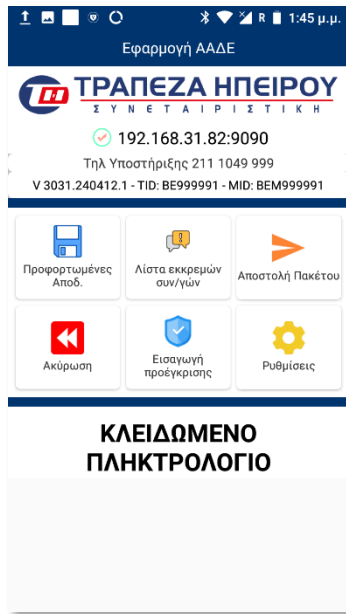 R 1:45 μ.μ.
Εφαρμογή ΑΑΔΕ
ΤΡΑΠΕΖΑ ΗΠΕΙΡΟΥ
ΣΥΝΕΤΑΙΡΙΣΤΙΚΗ
192.168.31.82:9090
Τηλ Υποστήριξης 211 1049 999
V 3031.240412.1 - TID: BE999991 - MID: BEM999991
Προφορτωμένες Λίστα εκκρεμών Αποστολή Πακέτου
Αποδ. συν/γών
Ακύρωση Εισαγωγή Ρυθμίσεις
προέγκρισης
ΚΛΕΙΔΩΜΕΝΟ
ΠΛΗΚΤΡΟΛΟΓΙΟ